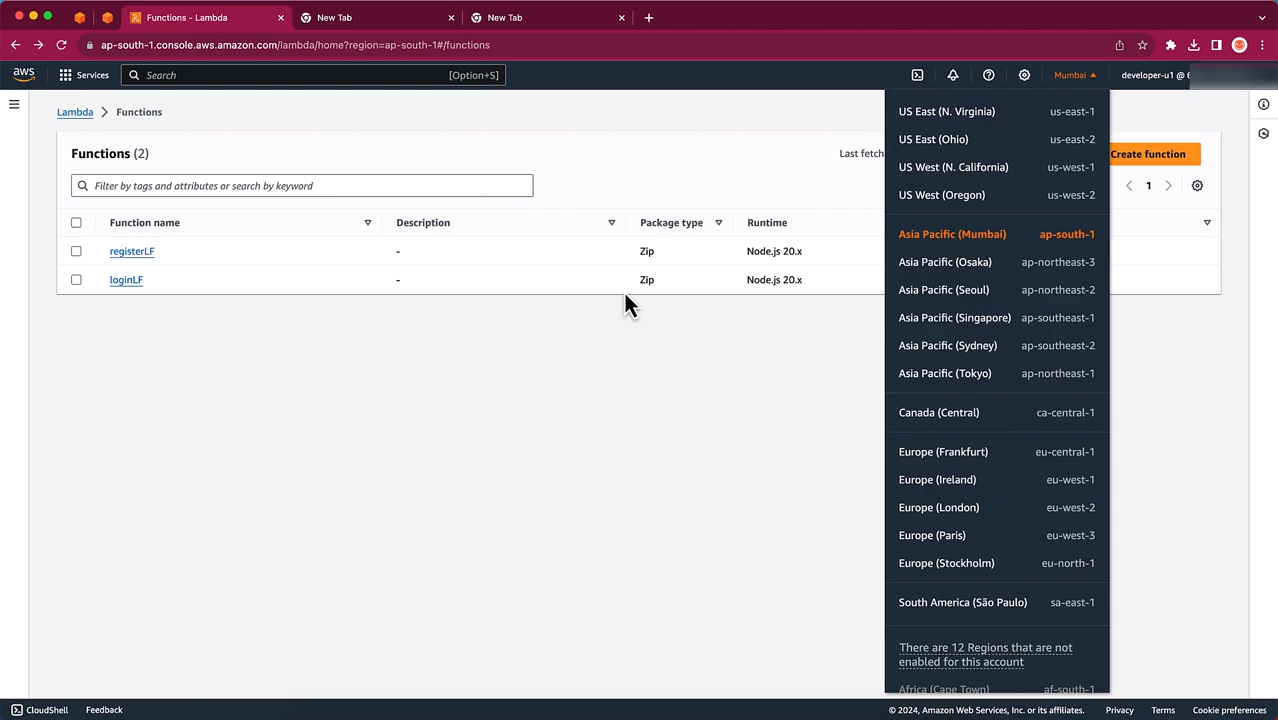 Functions - Lambda
New Tab
New Tab
ap-south-1.console.aws.amazon.com/lambda/home?region=ap-south-1#/functions
aws
Services
Search
[Option+S]
Mumbai
developer-u1 @
Lambda
Functions
Functions (2)
Last fetch
Create function
Filter by tags and attributes or search by keyword
1
Function name
Description
Package type
Runtime
registerLF
-
Zip
Node.js 20.x
loginLF
-
Zip
Node.js 20.x
US East (N. Virginia) us-east-1
US East (Ohio) us-east-2
US West (N. California) us-west-1
US West (Oregon) us-west-2
Asia Pacific (Mumbai) ap-south-1
Asia Pacific (Osaka) ap-northeast-3
Asia Pacific (Seoul) ap-northeast-2
Asia Pacific (Singapore) ap-southeast-1
Asia Pacific (Sydney) ap-southeast-2
Asia Pacific (Tokyo) ap-northeast-1
Canada (Central) ca-central-1
Europe (Frankfurt) eu-central-1
Europe (Ireland) eu-west-1
Europe (London) eu-west-2
Europe (Paris) eu-west-3
Europe (Stockholm) eu-north-1
South America (São Paulo) sa-east-1
There are 12 Regions that are not
enabled for this account
Africa (Cape Town) af-south-1
CloudShell
Feedback
© 2024, Amazon Web Services, Inc. or its affiliates.
Privacy
Terms
Cookie preferences